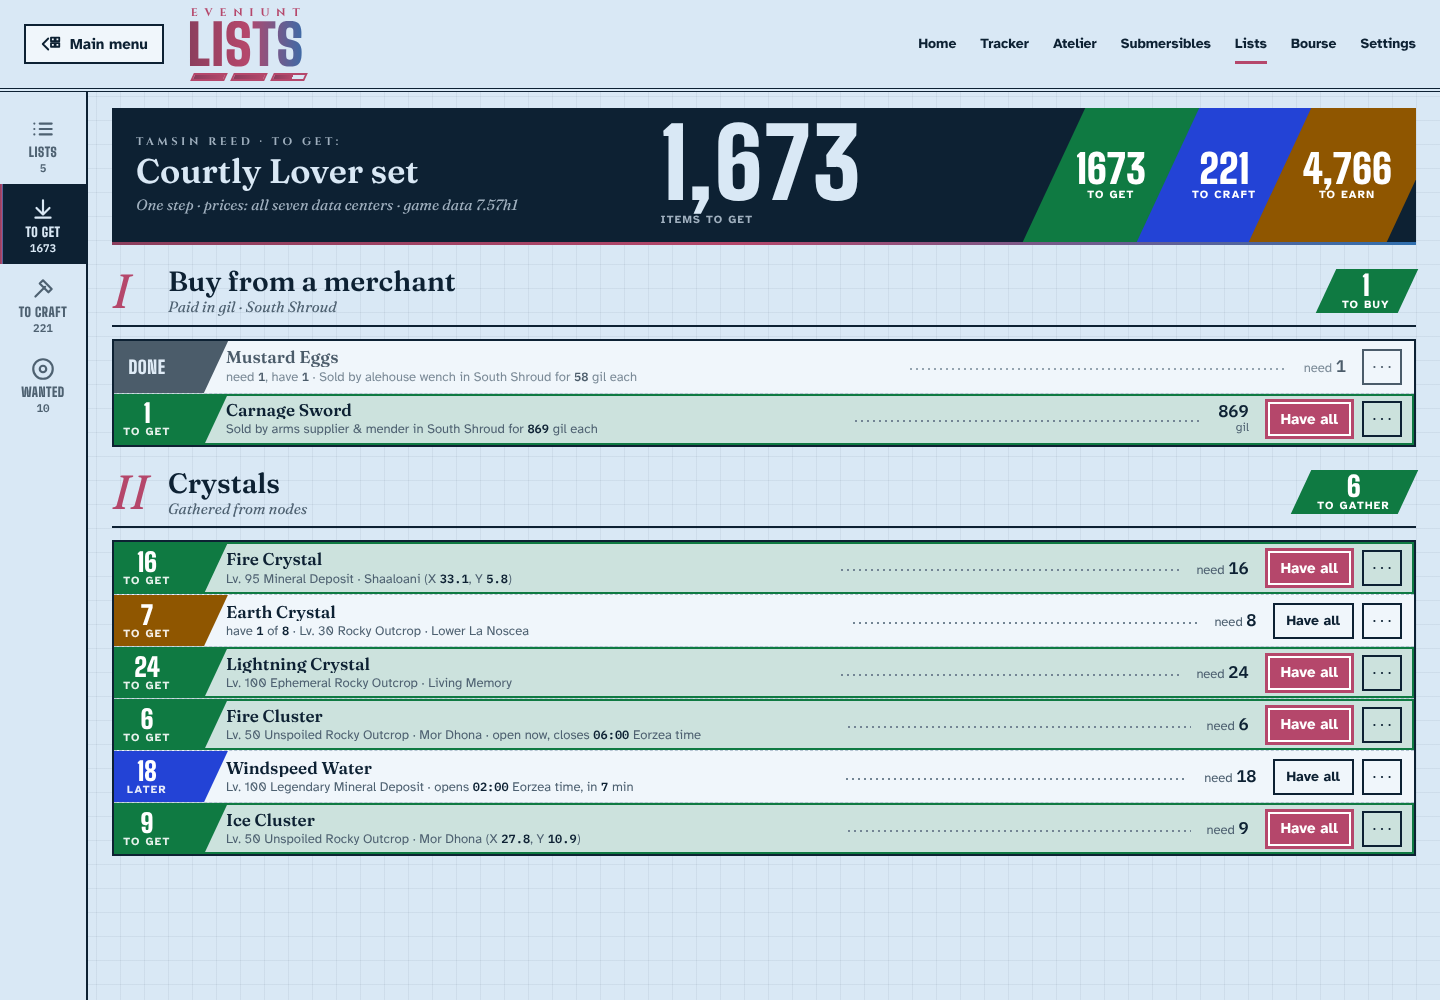 Main menu
EVENIUNT
LISTS
Home
Tracker
Atelier
Submersibles
Lists
Bourse
Settings
LISTS
5
TO GET
1673
TO CRAFT
221
WANTED
10
TAMSIN REED · TO GET:
Courtly Lover set
One step · prices: all seven data centers · game data 7.57h1
1,673
ITEMS TO GET
1673
TO GET
221
TO CRAFT
4,766
TO EARN
I
Buy from a merchant
Paid in gil · South Shroud
1
TO BUY
DONE
Mustard Eggs
need 1, have 1 · Sold by alehouse wench in South Shroud for 58 gil each
need 1
...
1
TO GET
Carnage Sword
Sold by arms supplier & mender in South Shroud for 869 gil each
869
gil
Have all
...
II
Crystals
Gathered from nodes
6
TO GATHER
16
TO GET
Fire Crystal
Lv. 95 Mineral Deposit · Shaaloani (X 33.1, Y 5.8)
need 16
Have all
...
7
TO GET
Earth Crystal
have 1 of 8 · Lv. 30 Rocky Outcrop · Lower La Noscea
need 8
Have all
...
24
TO GET
Lightning Crystal
Lv. 100 Ephemeral Rocky Outcrop · Living Memory
need 24
Have all
...
6
TO GET
Fire Cluster
Lv. 50 Unspoiled Rocky Outcrop · Mor Dhona · open now, closes 06:00 Eorzea time
need 6
Have all
...
18
LATER
Windspeed Water
Lv. 100 Legendary Mineral Deposit · opens 02:00 Eorzea time, in 7 min
need 18
Have all
...
9
TO GET
Ice Cluster
Lv. 50 Unspoiled Rocky Outcrop · Mor Dhona (X 27.8, Y 10.9)
need 9
Have all
...